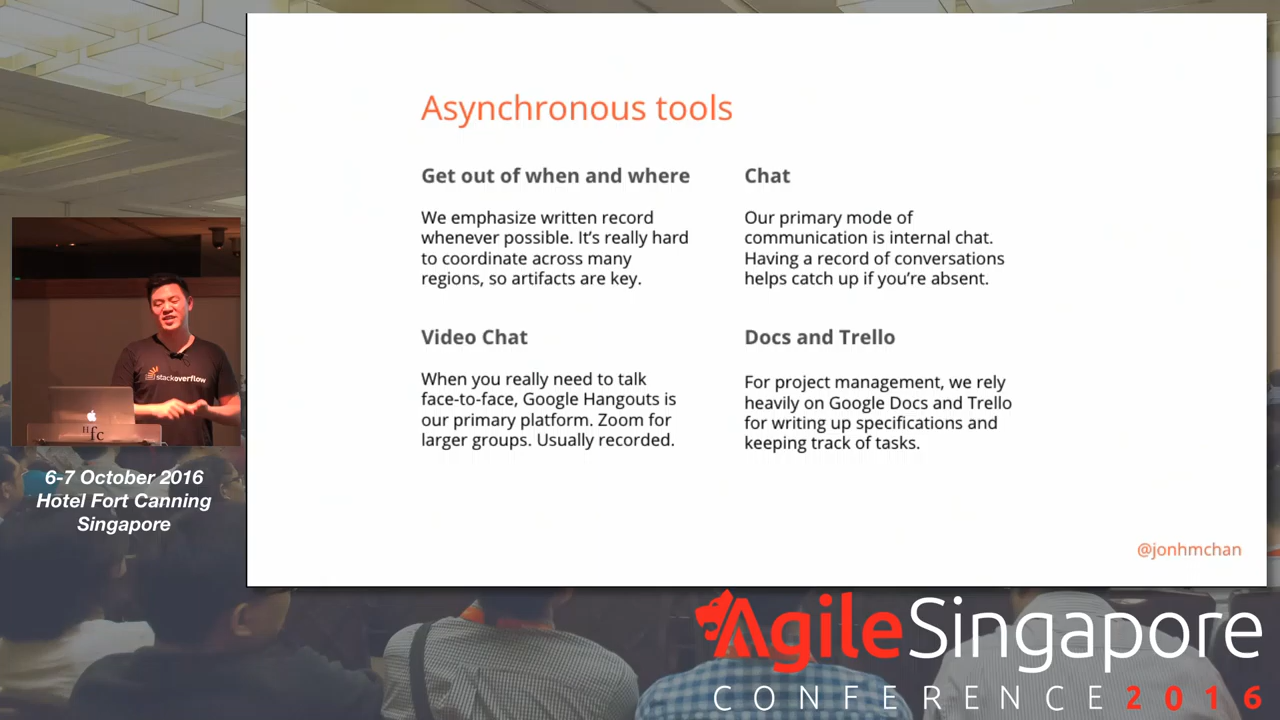 Asynchronous tools
Get out of when and where
We emphasize written record
whenever possible. It's really hard
to coordinate across many
regions, so artifacts are key.
Chat
Our primary mode of
communication is internal chat.
Having a record of conversations
helps catch up if you're absent.
Video Chat
When you really need to talk
face-to-face, Google Hangouts is
our primary platform. Zoom for
larger groups. Usually recorded.
Docs and Trello
For project management, we rely
heavily on Google Docs and Trello
for writing up specifications and
keeping track of tasks.
@jonhmchan
stackoverflow
fc
6-7 October 2016
Hotel Fort Canning
Singapore
AgileSingapore
CONFERENCE 2016